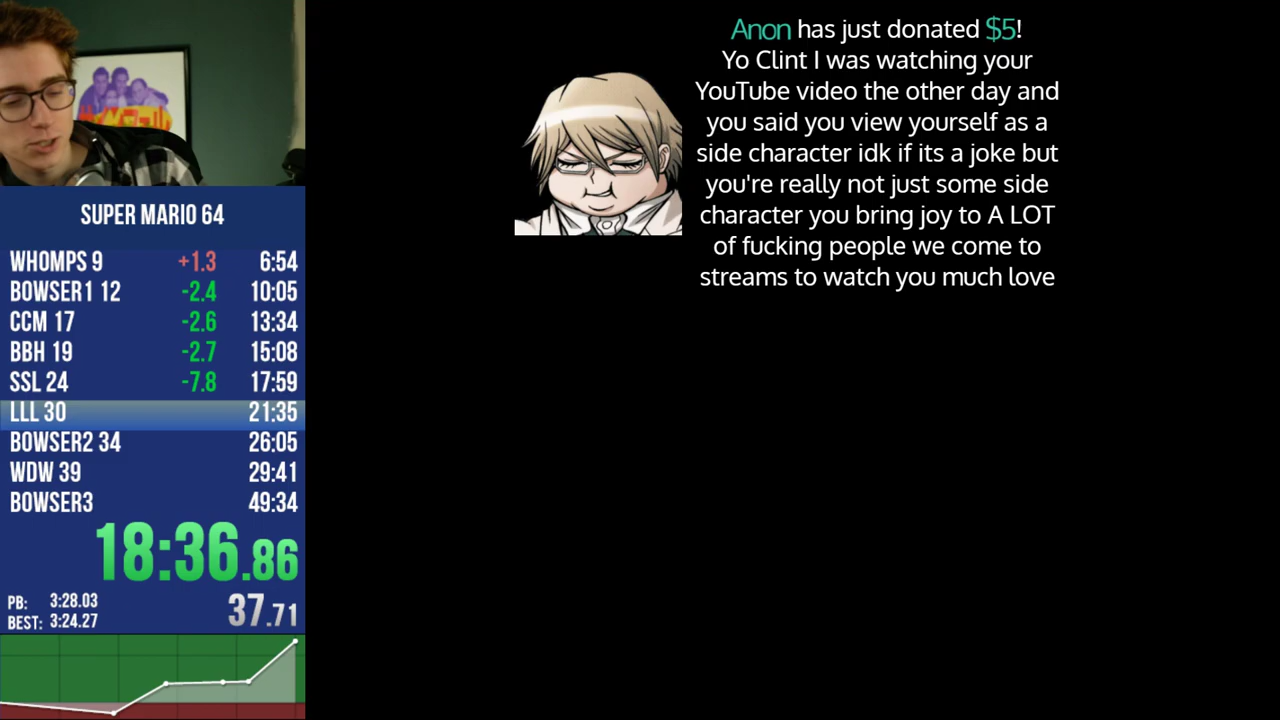 Anon has just donated $5!
Yo Clint I was watching your
YouTube video the other day and
you said you view yourself as a
side character idk if its a joke but
you're really not just some side
character you bring joy to A LOT
of fucking people we come to
streams to watch you much love
SUPER MARIO 64
WHOMPS 9 +1.3 6:54
BOWSER1 12 -2.4 10:05
CCM 17 -2.6 13:34
BBH 19 -2.7 15:08
SSL 24 -7.8 17:59
LLL 30 21:35
BOWSER2 34 26:05
WDW 39 29:41
BOWSER3 49:34
18:36.86
PB: 3:28.03
BEST: 3:24.27
37.71